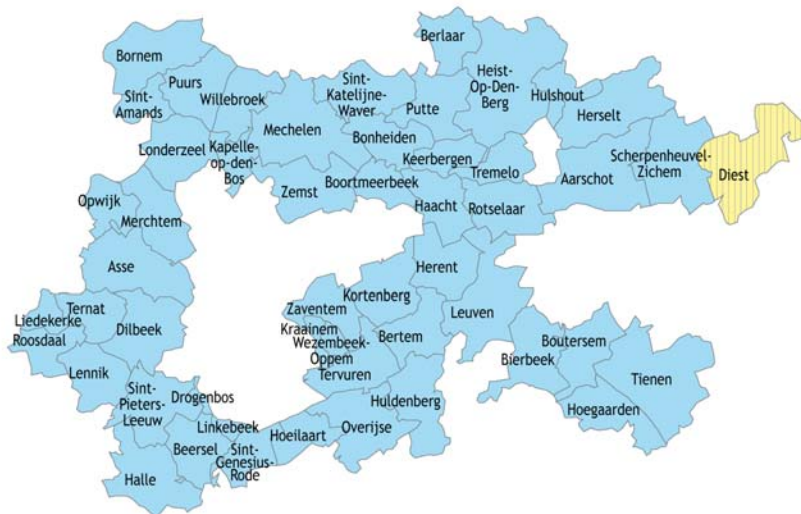 Bornem
Berlaar
Puurs
Willebroek
Sint-
Katelijne-
Waver
Putte
Heist-
Op-Den-
Berg
Hulshout
Herselt
Sint-
Amands
Mechelen
Bonheiden
Londerzeel
Kapelle-
op-den-
Bos
Keerbergen
Tremelo
Scherpenheuvel-
Zichem
Aarschot
Diest
Zemst
Boortmeerbeek
Haacht
Rotselaar
Opwijk
Merchtem
Asse
Herent
Kortenberg
Zaventem
Leuven
Ternat
Liedekerke
Roosdaal
Dilbeek
Kraainem
Wezembeek-
Oppem
Bertem
Tervuren
Boutersem
Bierbeek
Tienen
Lennik
Sint-
Pieters-
Leeuw
Drogenbos
Huldenberg
Hoegaarden
Linkebeek
Hoeilaart
Overijse
Beersel
Sint-
Genesius-
Rode
Halle